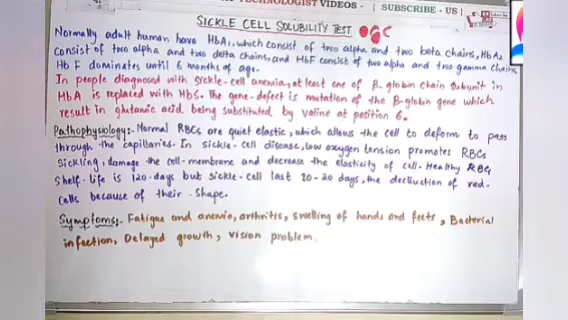 TECHNOLOGIST VIDEOS - | SUBSCRIBE - US |
SICKLE CELL SOLUBILITY TEST
Normally adult human have HbA1, which consist of two alpha and two beta chains, HbA2
consist of two alpha and two delta chains, and HbF consist of two alpha and two gamma chains
Hb F dominates until 6 months of age.
In people diagnosed with sickle-cell anemia, at least one of β-globin chain subunit in
HbA is replaced with HbS. The gene-defect is mutation of the β-globin gene which
result in glutamic acid being substituted by valine at position 6.
Pathophysiology:- Normal RBCs are quiet elastic, which allows the cell to deform to pass
through the capillaries. In sickle-cell disease, low oxygen tension promotes RBCs
Sickling, damage the cell-membrane and decrease the elasticity of cell. Healthy RBCs
Shelf-life is 120-days but Sickle-cell last 10-20 days, the destruction of red-
Cells because of their shape.
Symptoms:- Fatigue and anemia, arthritis, swelling of hands and feets, Bacterial
infection, Delayed growth, vision problem.